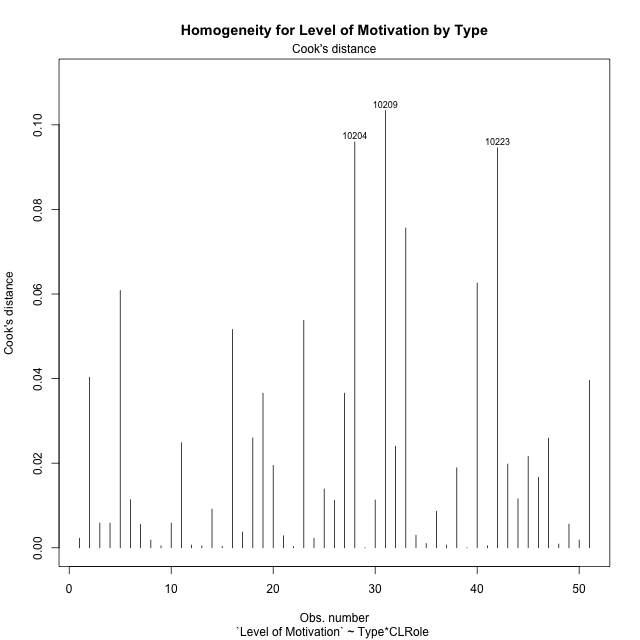 Homogeneity for Level of Motivation by Type
Cook's distance
10209
10204
10223
Cook's distance
0.10
0.08
0.06
0.04
0.02
0.00
0 10 20 30 40 50
Obs. number
`Level of Motivation` ~ Type*CLRole